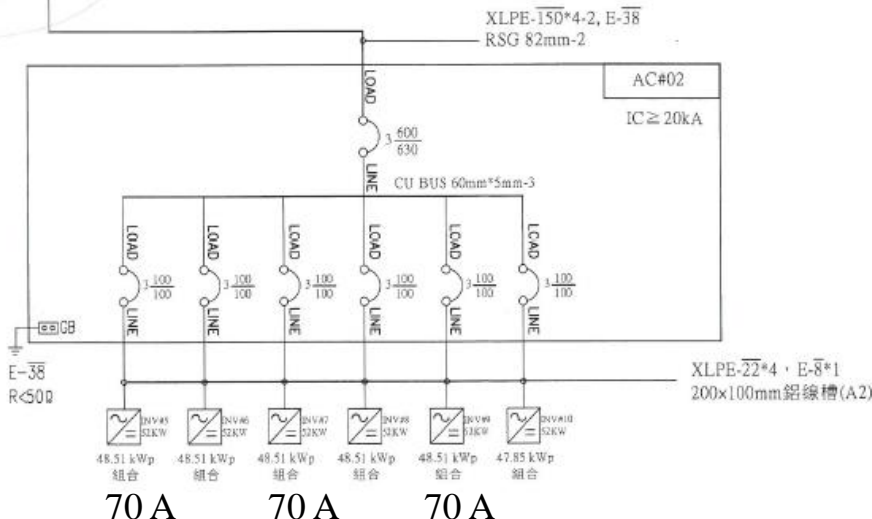 XLPE-150*4-2, E-38
RSG 82mm-2
AC#02
IC≧20kA
LOAD
3 600/630
LINE
CU BUS 60mm*5mm-3
LOAD LOAD LOAD LOAD LOAD LOAD
3 100/100 3 100/100 3 100/100 3 100/100 3 100/100 3 100/100
LINE LINE LINE LINE LINE LINE
GB
E-38
R<50Ω
XLPE-22*4，E-8*1
200×100mm鋁線槽(A2)
INV#5 INV#6 INV#7 INV#8 INV#9 INV#10
52KW 52KW 52KW 52KW 52KW 52KW
48.51 kWp 48.51 kWp 48.51 kWp 48.51 kWp 48.51 kWp 47.85 kWp
組合 組合 組合 組合 組合 組合
70 A 70 A 70 A